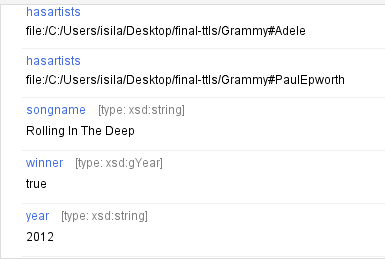 hasartists
file:/C:/Users/isila/Desktop/final-ttls/Grammy#Adele
hasartists
file:/C:/Users/isila/Desktop/final-ttls/Grammy#PaulEpworth
songname [type: xsd:string]
Rolling In The Deep
winner [type: xsd:gYear]
true
year [type: xsd:string]
2012